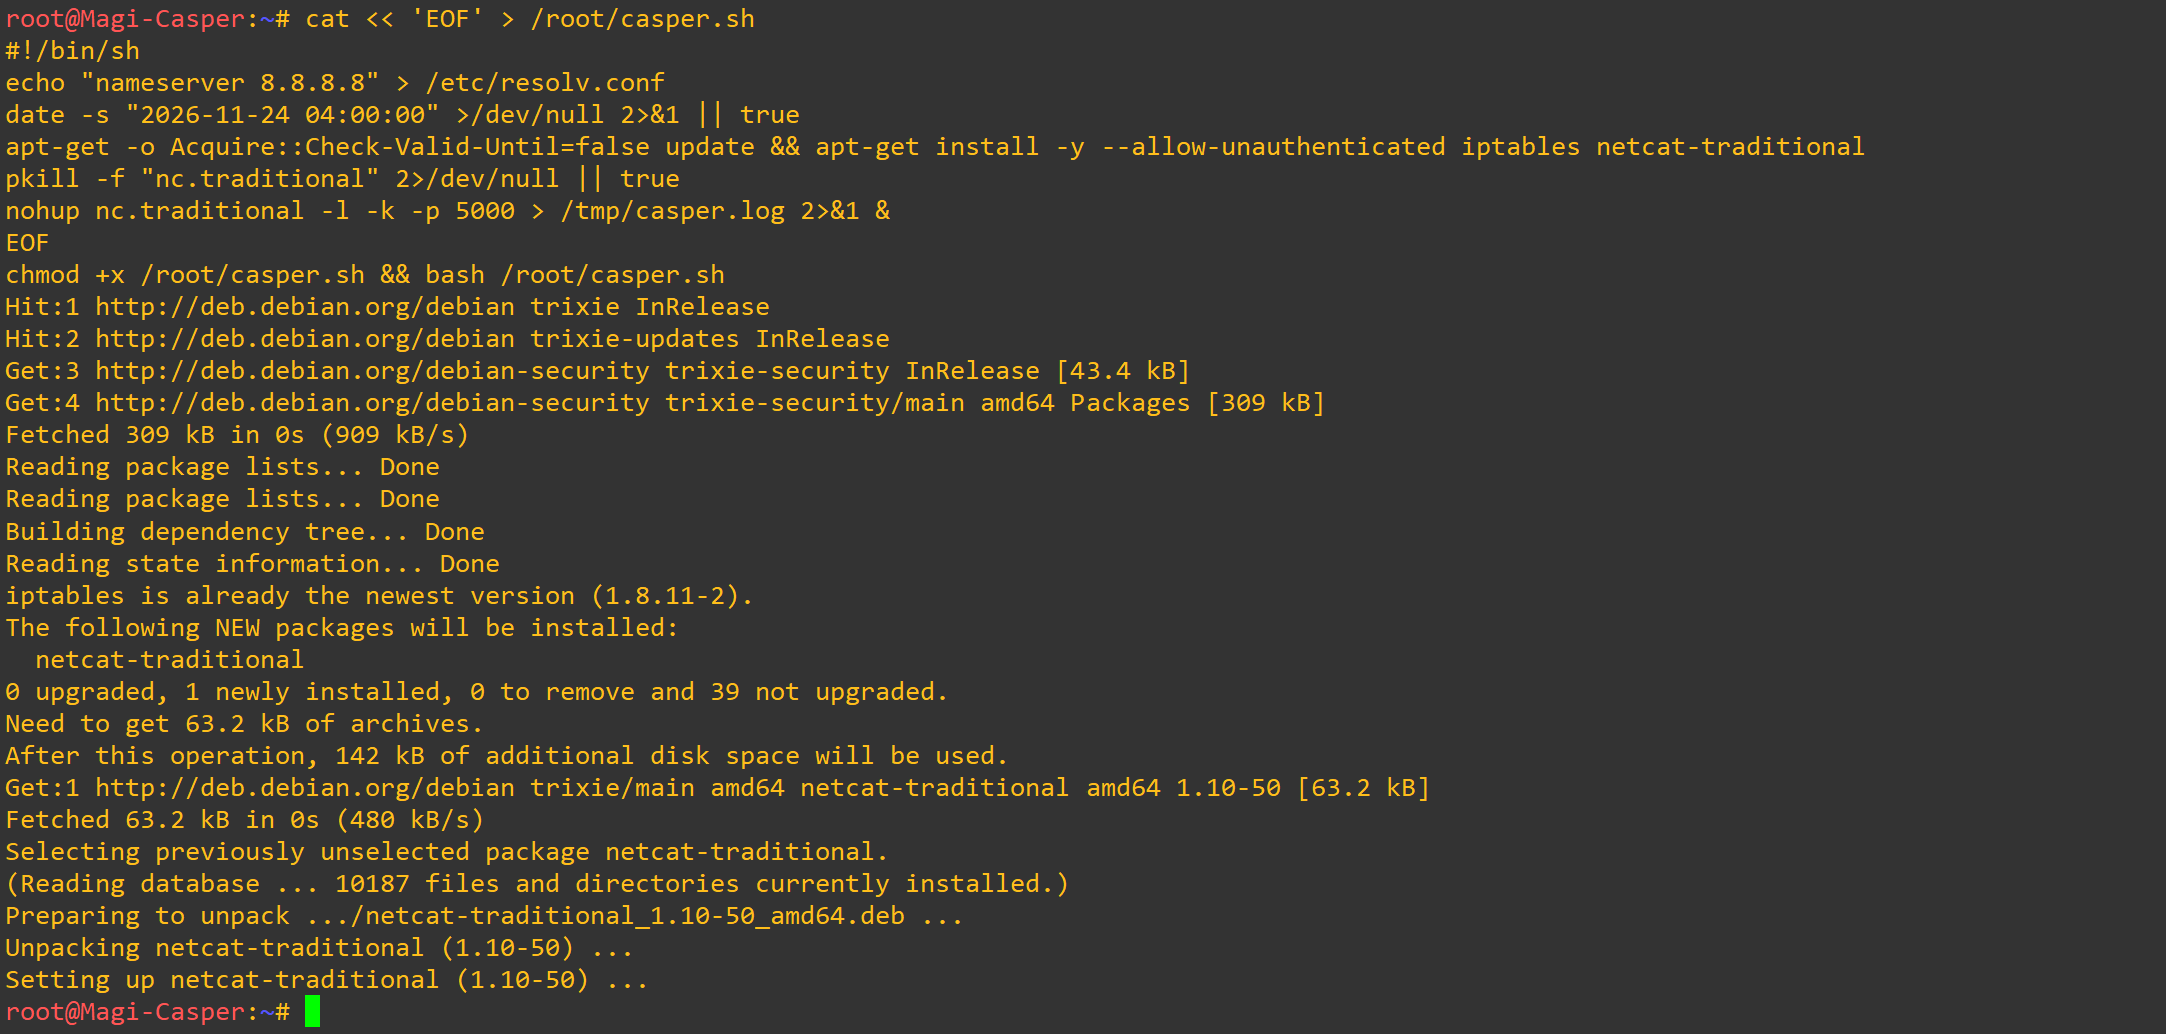 root@Magi-Casper:~# cat << 'EOF' > /root/casper.sh
#!/bin/sh
echo "nameserver 8.8.8.8" > /etc/resolv.conf
date -s "2026-11-24 04:00:00" >/dev/null 2>&1 || true
apt-get -o Acquire::Check-Valid-Until=false update && apt-get install -y --allow-unauthenticated iptables netcat-traditional
pkill -f "nc.traditional" 2>/dev/null || true
nohup nc.traditional -l -k -p 5000 > /tmp/casper.log 2>&1 &
EOF
chmod +x /root/casper.sh && bash /root/casper.sh
Hit:1 http://deb.debian.org/debian trixie InRelease
Hit:2 http://deb.debian.org/debian trixie-updates InRelease
Get:3 http://deb.debian.org/debian-security trixie-security InRelease [43.4 kB]
Get:4 http://deb.debian.org/debian-security trixie-security/main amd64 Packages [309 kB]
Fetched 309 kB in 0s (909 kB/s)
Reading package lists... Done
Reading package lists... Done
Building dependency tree... Done
Reading state information... Done
iptables is already the newest version (1.8.11-2).
The following NEW packages will be installed:
  netcat-traditional
0 upgraded, 1 newly installed, 0 to remove and 39 not upgraded.
Need to get 63.2 kB of archives.
After this operation, 142 kB of additional disk space will be used.
Get:1 http://deb.debian.org/debian trixie/main amd64 netcat-traditional amd64 1.10-50 [63.2 kB]
Fetched 63.2 kB in 0s (480 kB/s)
Selecting previously unselected package netcat-traditional.
(Reading database ... 10187 files and directories currently installed.)
Preparing to unpack .../netcat-traditional_1.10-50_amd64.deb ...
Unpacking netcat-traditional (1.10-50) ...
Setting up netcat-traditional (1.10-50) ...
root@Magi-Casper:~#